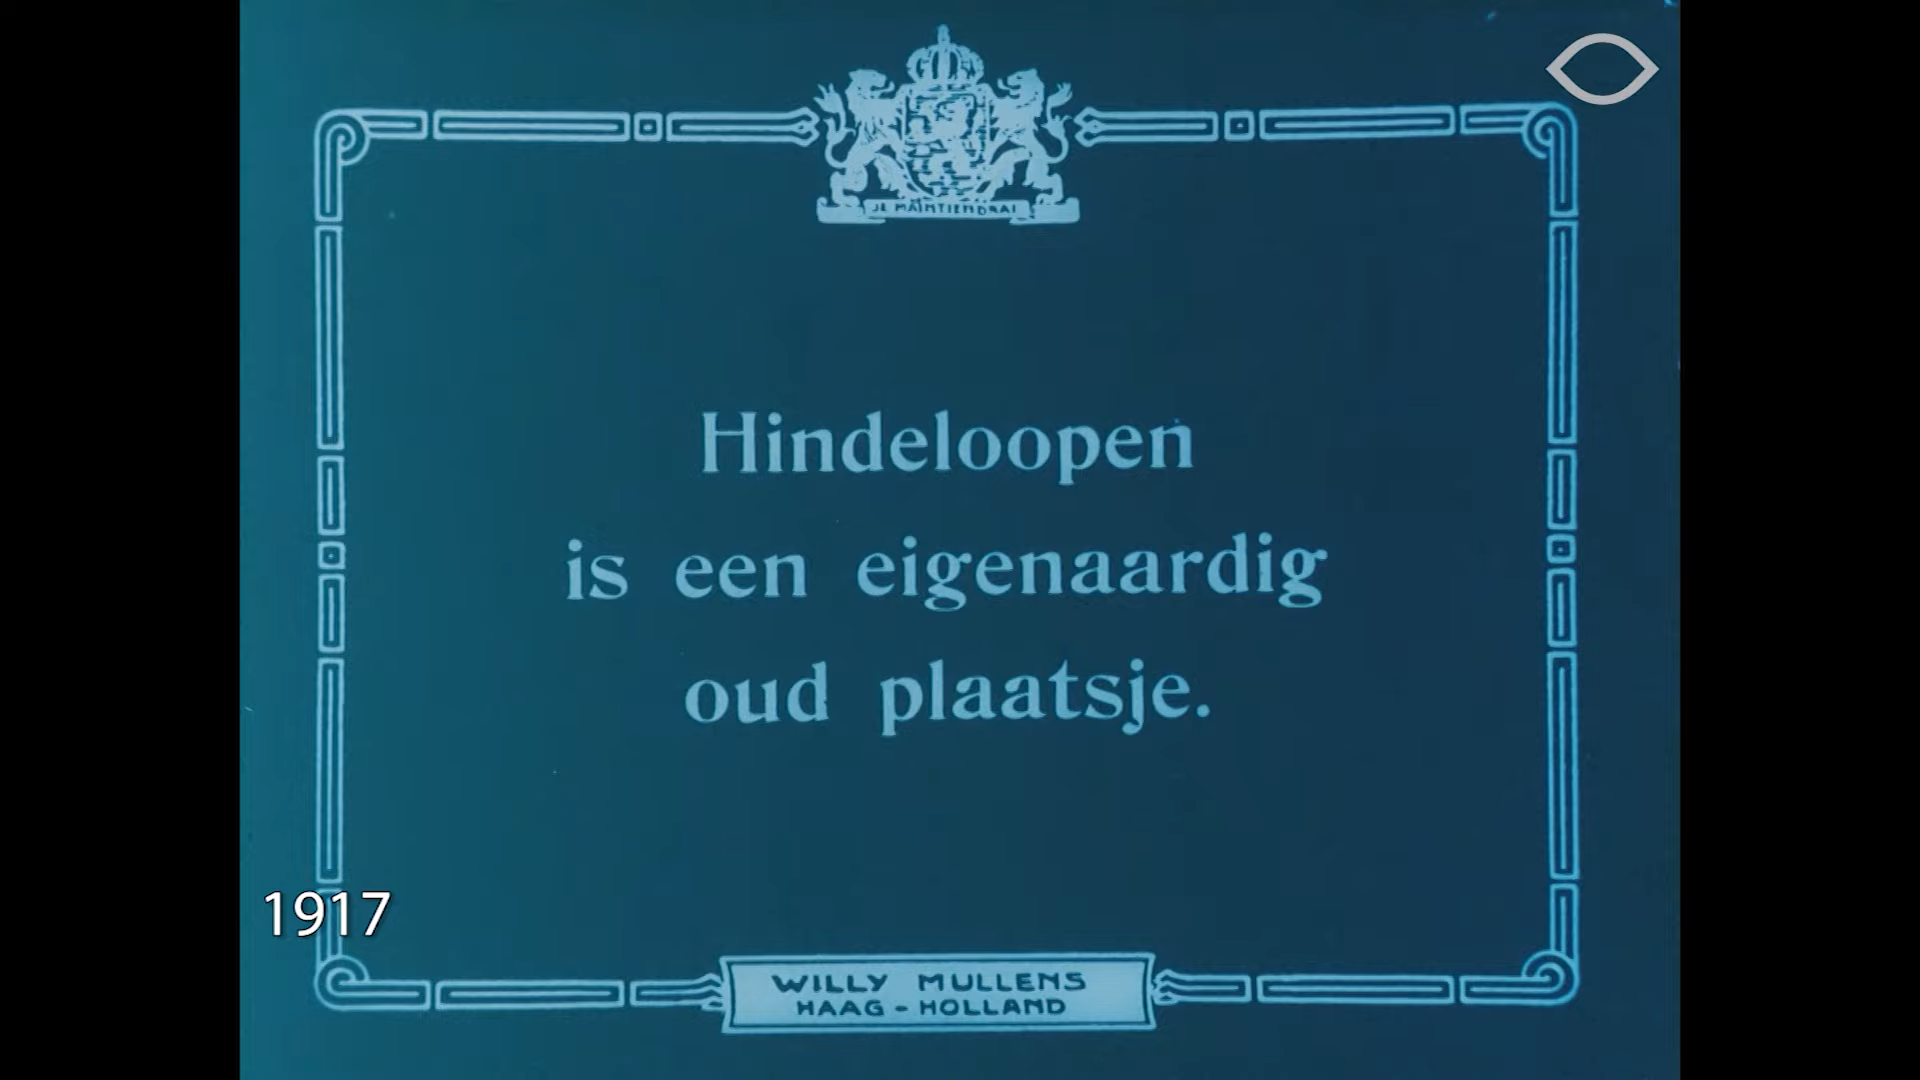 JE MAINTIENDRAI
Hindeloopen
is een eigenaardig
oud plaatsje.
1917
WILLY MULLENS
HAAG - HOLLAND